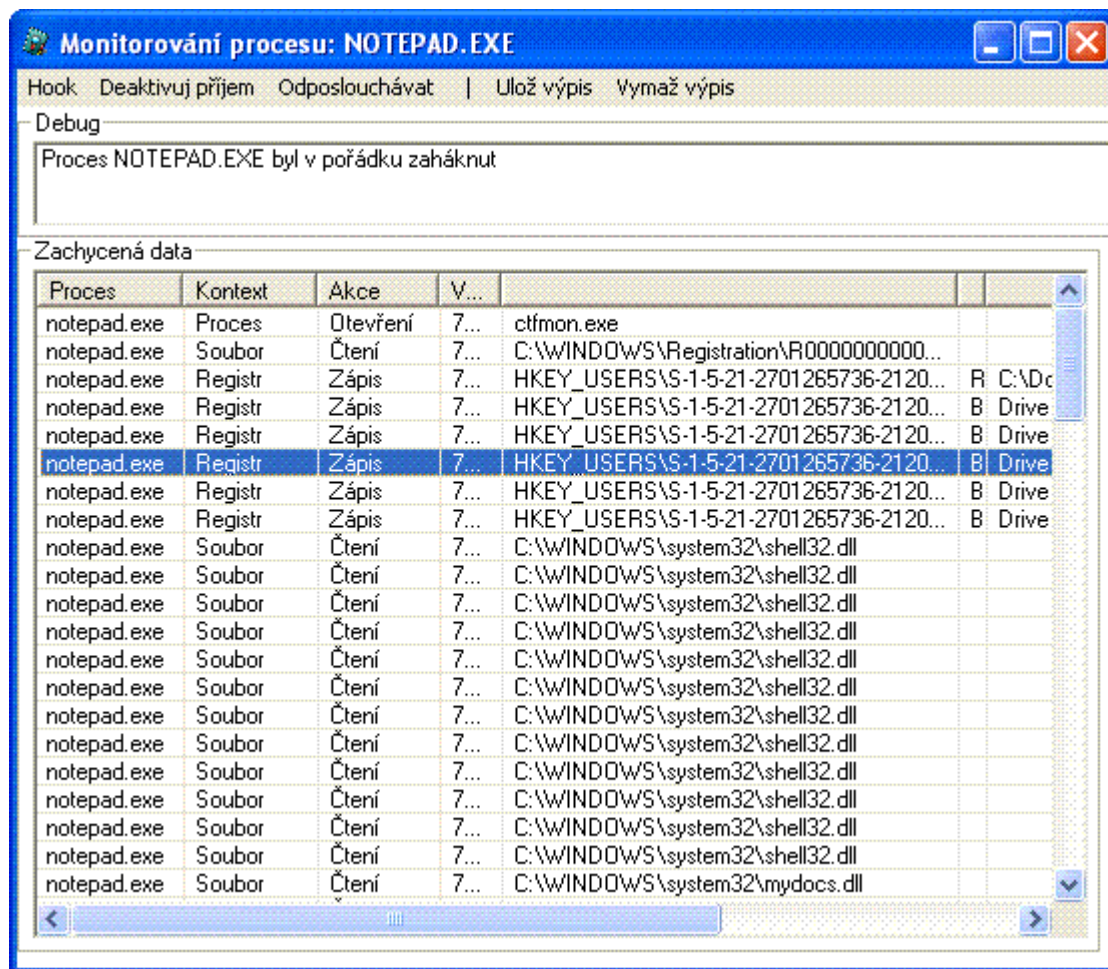 Monitorování procesu: NOTEPAD.EXE
Hook Deaktivuj příjem Odposlouchávat | Ulož výpis Vymaž výpis
Debug
Proces NOTEPAD.EXE byl v pořádku zaháknut
Zachycená data
Proces Kontext Akce V...
notepad.exe Proces Otevření 7... ctfmon.exe
notepad.exe Soubor Čtení 7... C:\WINDOWS\Registration\R0000000000...
notepad.exe Registr Zápis 7... HKEY_USERS\S-1-5-21-2701265736-2120... R C:\Dc
notepad.exe Registr Zápis 7... HKEY_USERS\S-1-5-21-2701265736-2120... B Drive
notepad.exe Registr Zápis 7... HKEY_USERS\S-1-5-21-2701265736-2120... B Drive
notepad.exe Registr Zápis 7... HKEY_USERS\S-1-5-21-2701265736-2120... B Drive
notepad.exe Registr Zápis 7... HKEY_USERS\S-1-5-21-2701265736-2120... B Drive
notepad.exe Registr Zápis 7... HKEY_USERS\S-1-5-21-2701265736-2120... B Drive
notepad.exe Soubor Čtení 7... C:\WINDOWS\system32\shell32.dll
notepad.exe Soubor Čtení 7... C:\WINDOWS\system32\shell32.dll
notepad.exe Soubor Čtení 7... C:\WINDOWS\system32\shell32.dll
notepad.exe Soubor Čtení 7... C:\WINDOWS\system32\shell32.dll
notepad.exe Soubor Čtení 7... C:\WINDOWS\system32\shell32.dll
notepad.exe Soubor Čtení 7... C:\WINDOWS\system32\shell32.dll
notepad.exe Soubor Čtení 7... C:\WINDOWS\system32\shell32.dll
notepad.exe Soubor Čtení 7... C:\WINDOWS\system32\shell32.dll
notepad.exe Soubor Čtení 7... C:\WINDOWS\system32\shell32.dll
notepad.exe Soubor Čtení 7... C:\WINDOWS\system32\shell32.dll
notepad.exe Soubor Čtení 7... C:\WINDOWS\system32\shell32.dll
notepad.exe Soubor Čtení 7... C:\WINDOWS\system32\shell32.dll
notepad.exe Soubor Čtení 7... C:\WINDOWS\system32\mydocs.dll